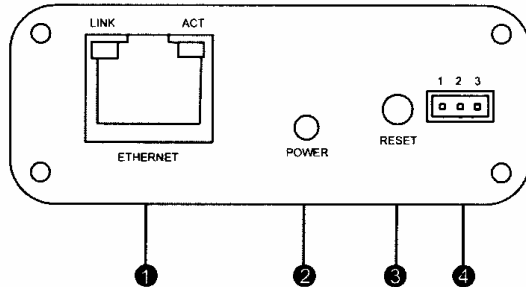 LINK ACT
1 2 3
ETHERNET
POWER
RESET
1 2 3 4